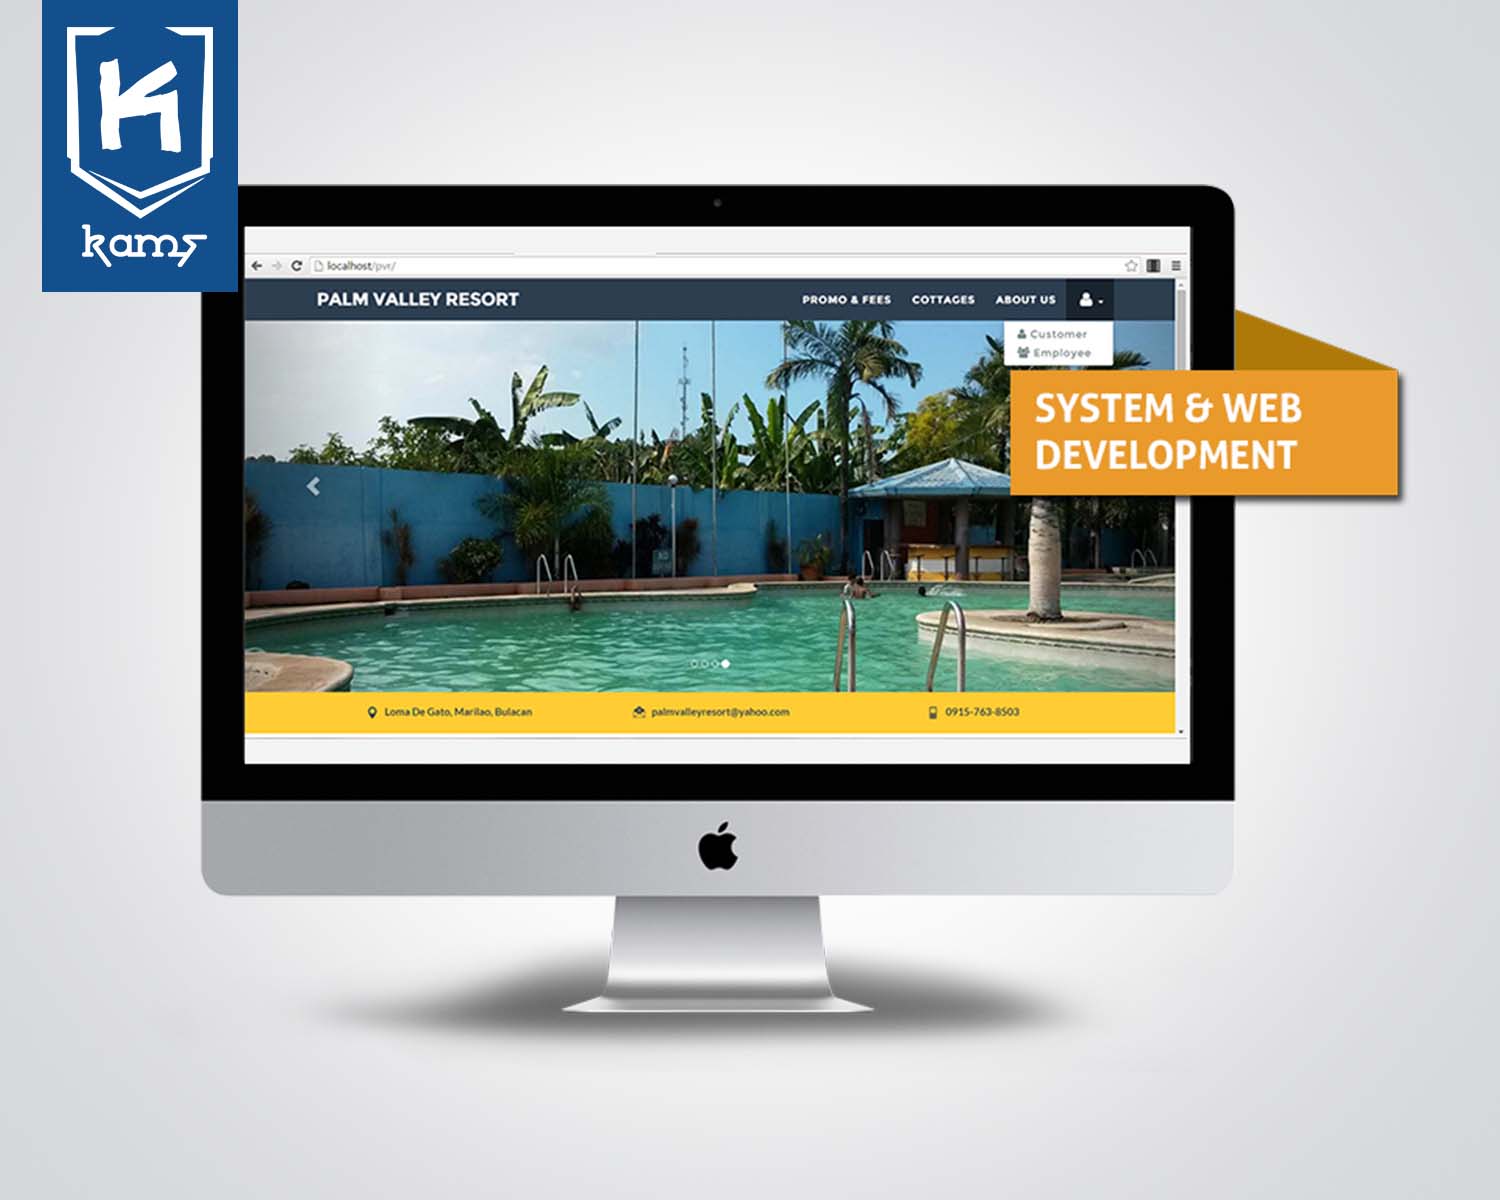 K
kams
localhost/pvr/
PALM VALLEY RESORT
PROMO & FEES
COTTAGES
ABOUT US
Customer
Employee
SYSTEM & WEB
DEVELOPMENT
Loma De Gato, Marilao, Bulacan
palmvalleyresort@yahoo.com
0915-763-8503